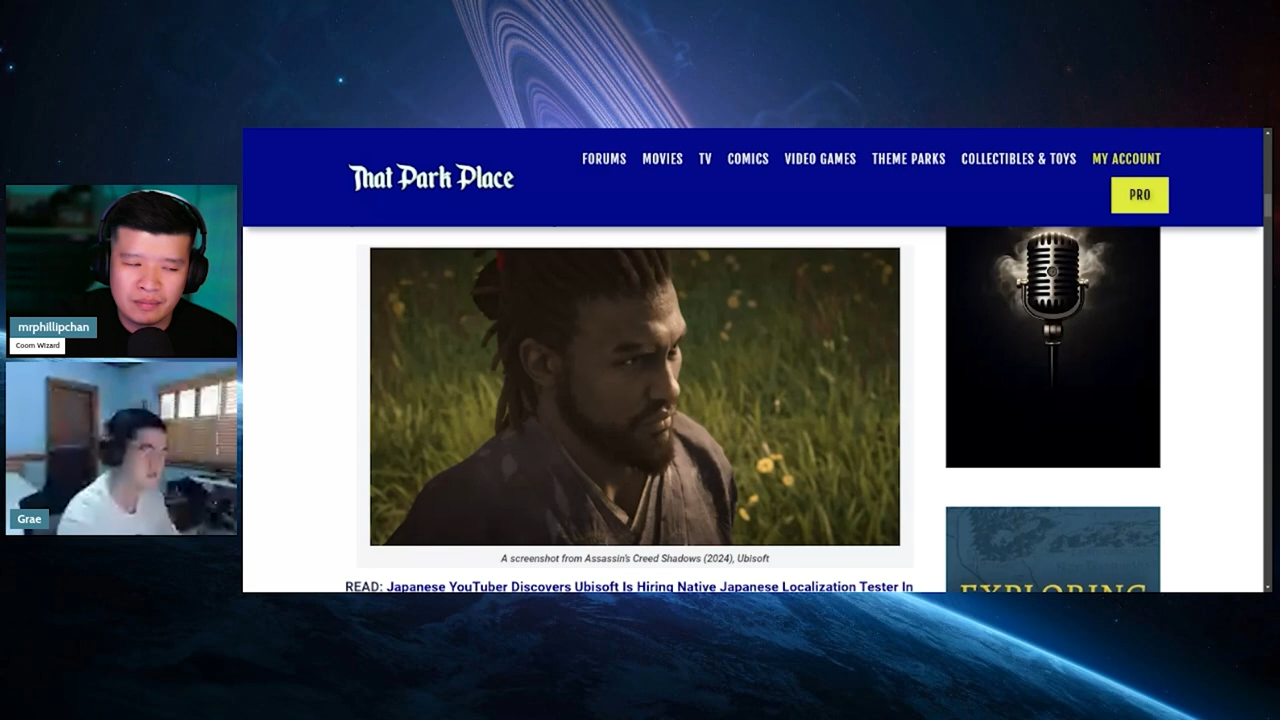 That Park Place
FORUMS MOVIES TV COMICS VIDEO GAMES THEME PARKS COLLECTIBLES & TOYS MY ACCOUNT
PRO
mrphillipchan
Coom Wizard
Grae
A screenshot from Assassin's Creed Shadows (2024), Ubisoft
READ: Japanese YouTuber Discovers Ubisoft Is Hiring Native Japanese Localization Tester In
EXPLORING